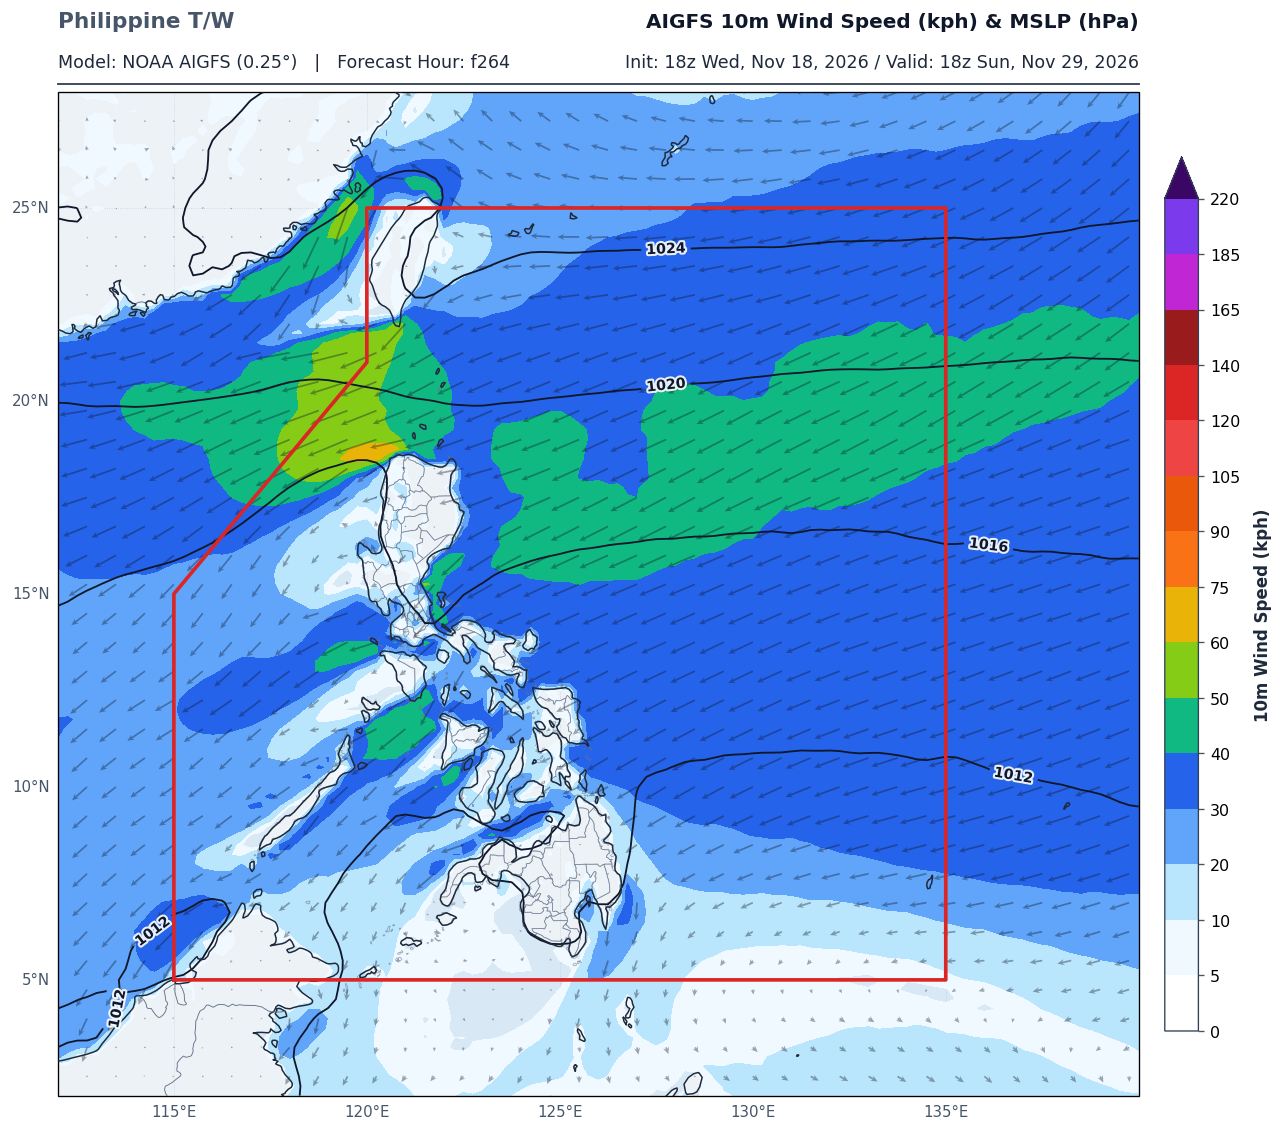 Philippine T/W
AIGFS 10m Wind Speed (kph) & MSLP (hPa)
Model: NOAA AIGFS (0.25°) | Forecast Hour: f264
Init: 18z Wed, Nov 18, 2026 / Valid: 18z Sun, Nov 29, 2026
25°N
20°N
15°N
10°N
5°N
115°E
120°E
125°E
130°E
135°E
1024
1020
1016
1012
1012
1012
220
185
165
140
120
105
90
75
60
50
40
30
20
10
5
0
10m Wind Speed (kph)